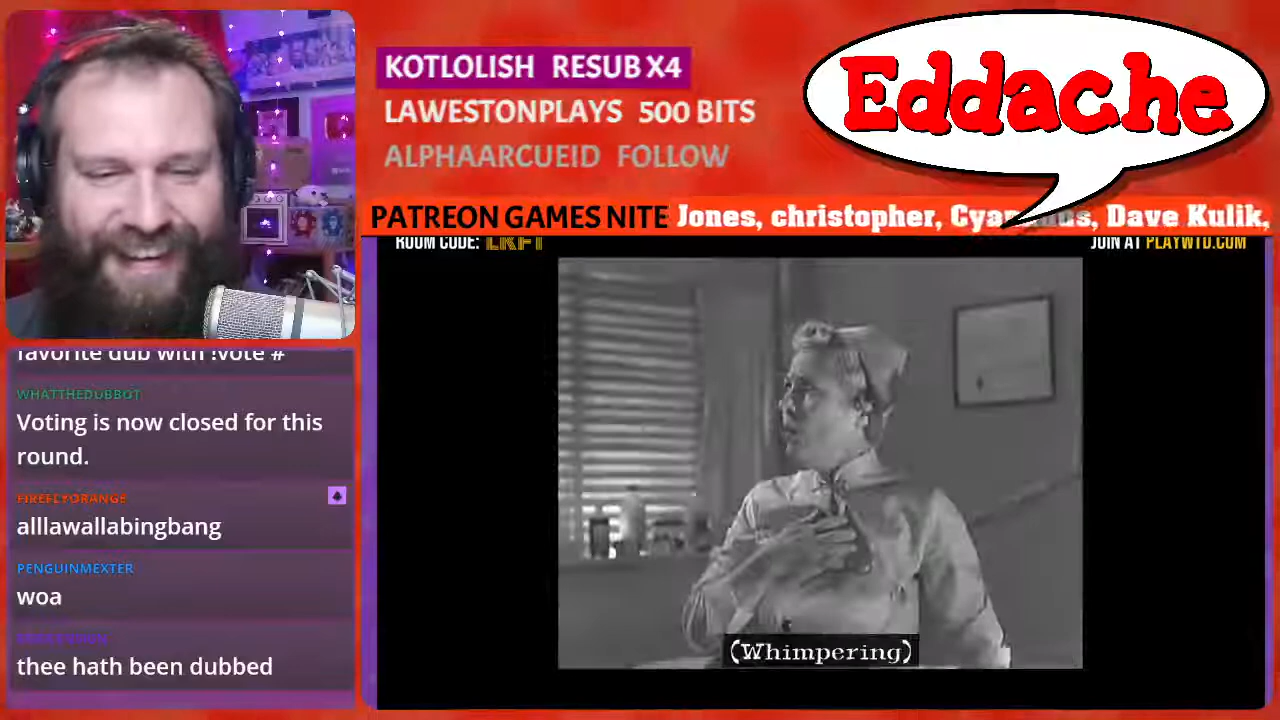 KOTLOLISH RESUB X4
LAWESTONPLAYS 500 BITS
ALPHAARCUEID FOLLOW
Eddache
PATREON GAMES NITE Jones, christopher, Dave Kulik,
ROOM CODE:
JOIN AT PLAYWTD.COM
favorite dub with !vote #
WHATTHEDUBBOT
Voting is now closed for this
round.
FIREFLYORANGE
alllawallabingbang
PENGUINMEXTER
woa
thee hath been dubbed
(Whimpering)